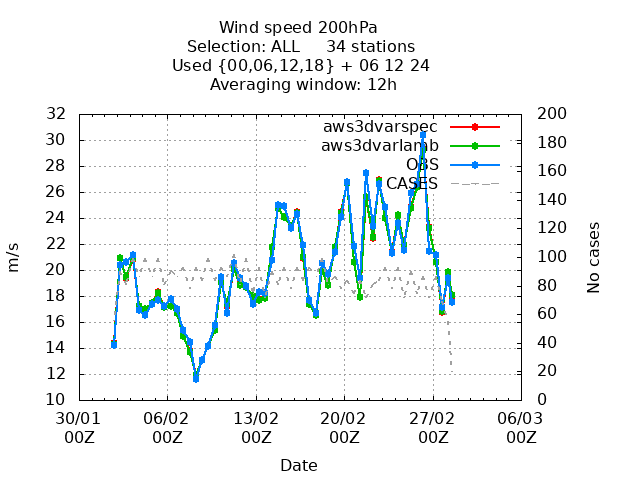 Wind speed 200hPa
Selection: ALL 34 stations
Used {00,06,12,18} + 06 12 24
Averaging window: 12h
aws3dvarspec
aws3dvarlamb
OBS
CASES
m/s
32
30
28
26
24
22
20
18
16
14
12
10
No cases
200
180
160
140
120
100
80
60
40
20
0
30/01 06/02 13/02 20/02 27/02 06/03
00Z 00Z 00Z 00Z 00Z 00Z
Date